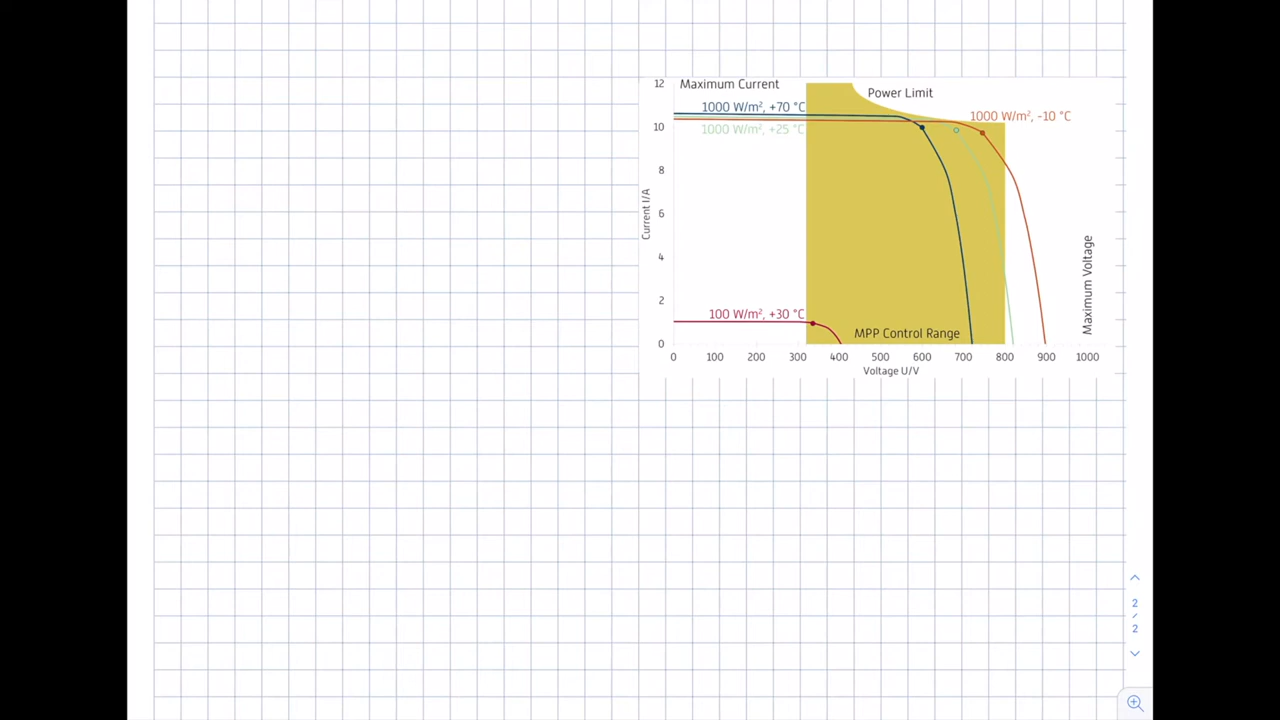 12
Maximum Current
Power Limit
1000 W/m², +70 °C
1000 W/m², -10 °C
10
1000 W/m², +25 °C
8
6
Current I/A
4
Maximum Voltage
2
100 W/m², +30 °C
MPP Control Range
0
0 100 200 300 400 500 600 700 800 900 1000
Voltage U/V
2
/
2